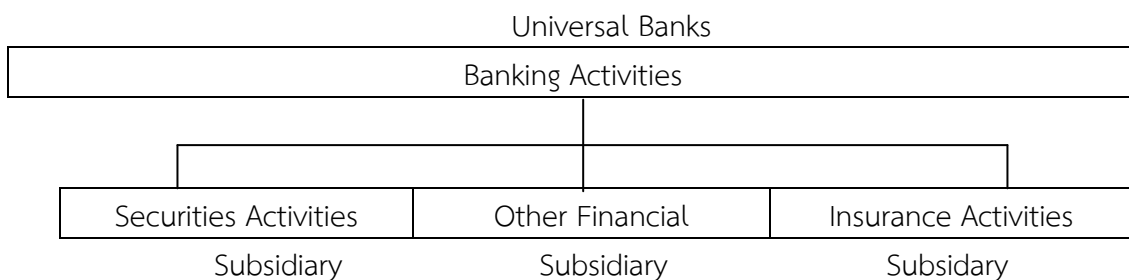 Universal Banks
Banking Activities
Securities Activities Other Financial Insurance Activities
Subsidiary Subsidiary Subsidary